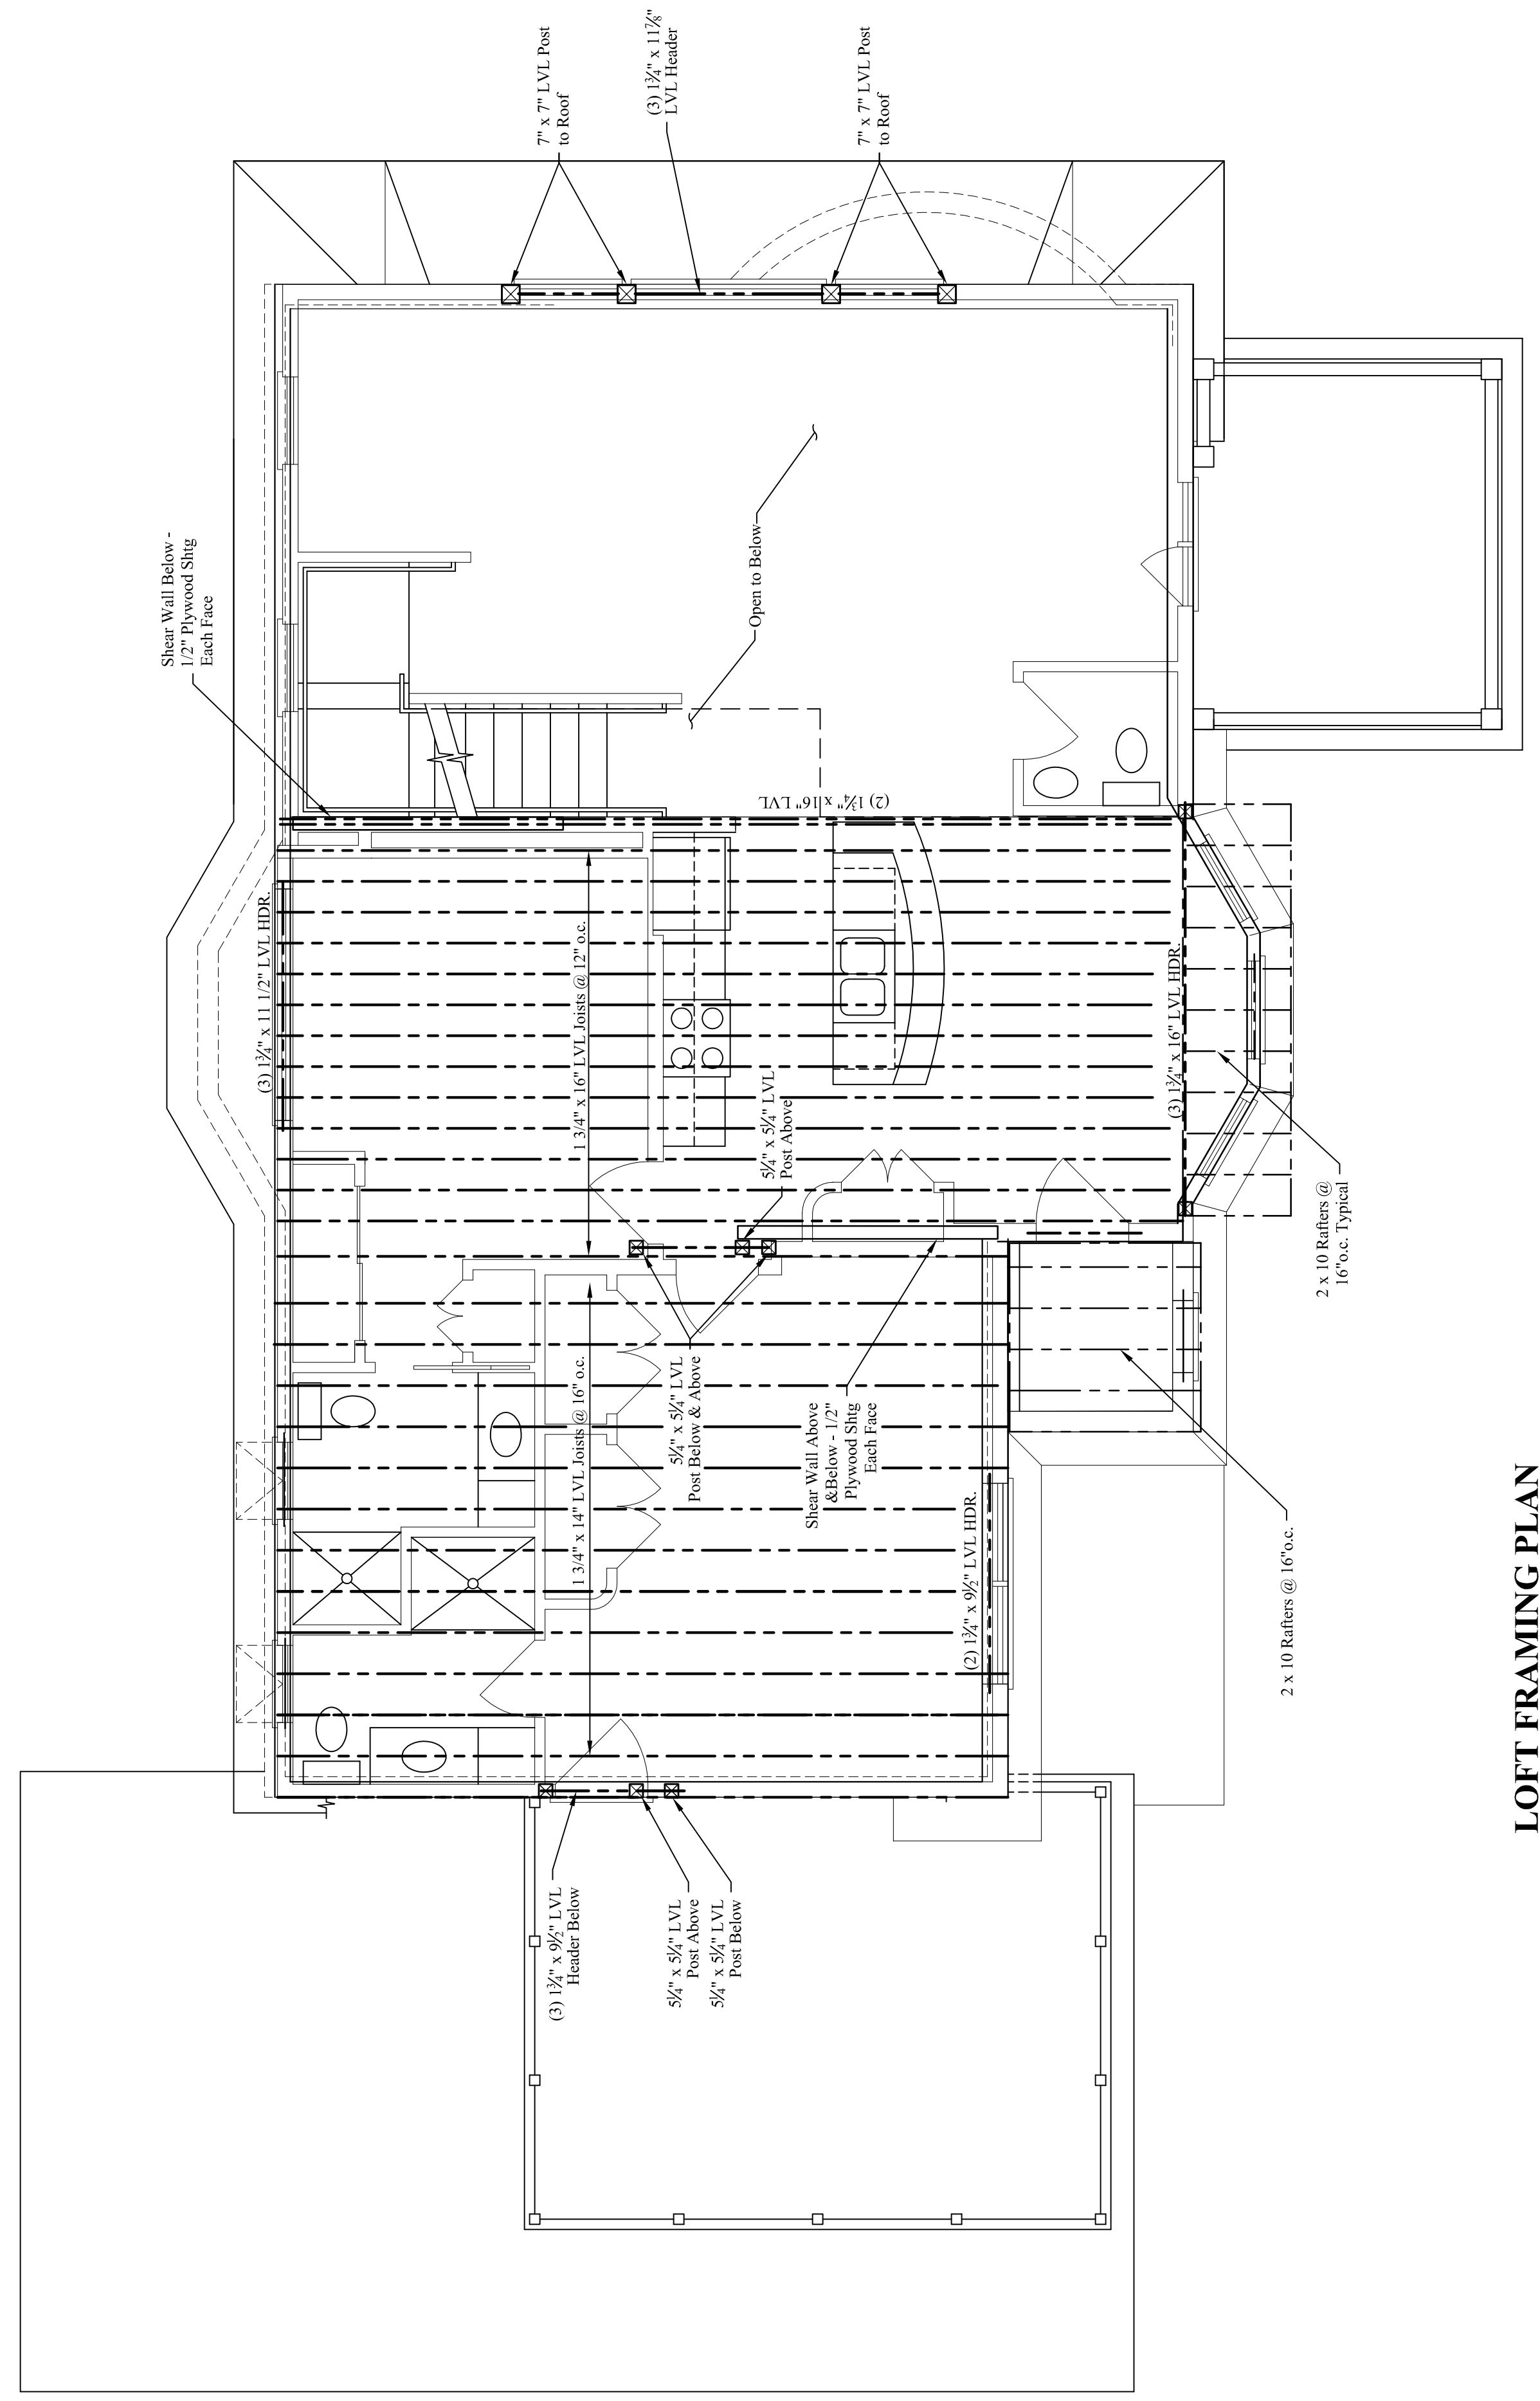 7" x 7" LVL Post
to Roof
(3) 1¾" x 11⅞"
LVL Header
7" x 7" LVL Post
to Roof
Shear Wall Below -
1/2" Plywood Shtg
Each Face
Open to Below
(2) 1¾" x 16" LVL
(3) 1¾" x 11 1/2" LVL HDR.
1 3/4" x 16" LVL Joists @ 12" o.c.
(3) 1¾" x 16" LVL HDR.
5¼" x 5¼" LVL
Post Above
2 x 10 Rafters @
16"o.c. Typical
1 3/4" x 14" LVL Joists @ 16" o.c.
5¼" x 5¼" LVL
Post Below & Above
Shear Wall Above
&Below - 1/2"
Plywood Shtg
Each Face
(2) 1¾" x 9½" LVL HDR.
2 x 10 Rafters @ 16"o.c.
(3) 1¾" x 9½" LVL
Header Below
5¼" x 5¼" LVL
Post Above
5¼" x 5¼" LVL
Post Below
LOFT FRAMING PLAN